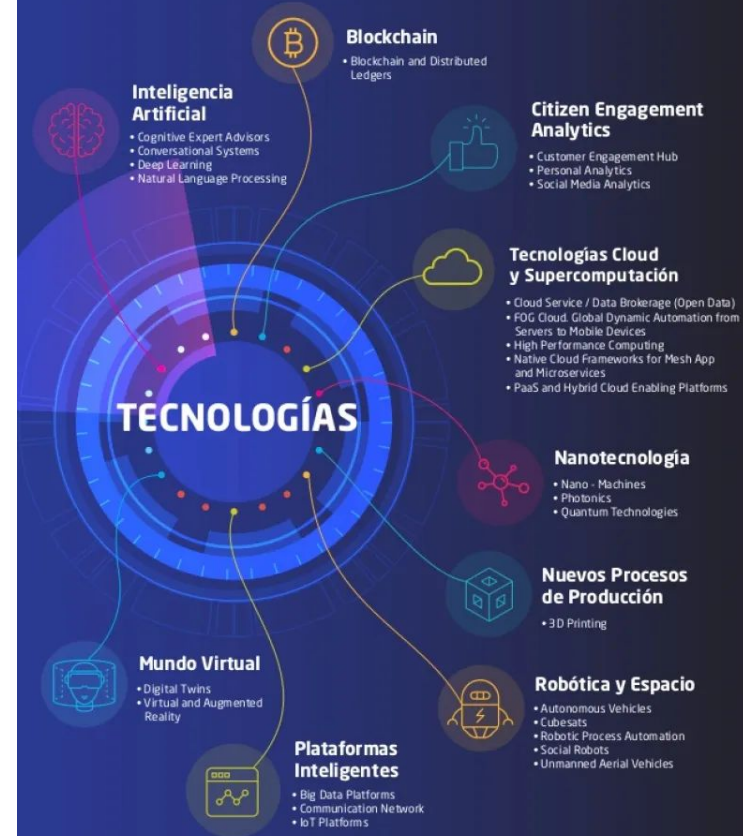 Blockchain
• Blockchain and Distributed
Ledgers
Inteligencia
Artificial
• Cognitive Expert Advisors
• Conversational Systems
• Deep Learning
• Natural Language Processing
Citizen Engagement
Analytics
• Customer Engagement Hub
• Personal Analytics
• Social Media Analytics
Tecnologías Cloud
y Supercomputación
• Cloud Service / Data Brokerage (Open Data)
• FOG Cloud. Global Dynamic Automation from
Servers to Mobile Devices
• High Performance Computing
• Native Cloud Frameworks for Mesh App
and Microservices
• PaaS and Hybrid Cloud Enabling Platforms
TECNOLOGÍAS
Nanotecnología
• Nano - Machines
• Photonics
• Quantum Technologies
Nuevos Procesos
de Producción
• 3D Printing
Mundo Virtual
• Digital Twins
• Virtual and Augmented
Reality
Robótica y Espacio
• Autonomous Vehicles
• Cubesats
• Robotic Process Automation
• Social Robots
• Unmanned Aerial Vehicles
Plataformas
Inteligentes
• Big Data Platforms
• Communication Network
• IoT Platforms